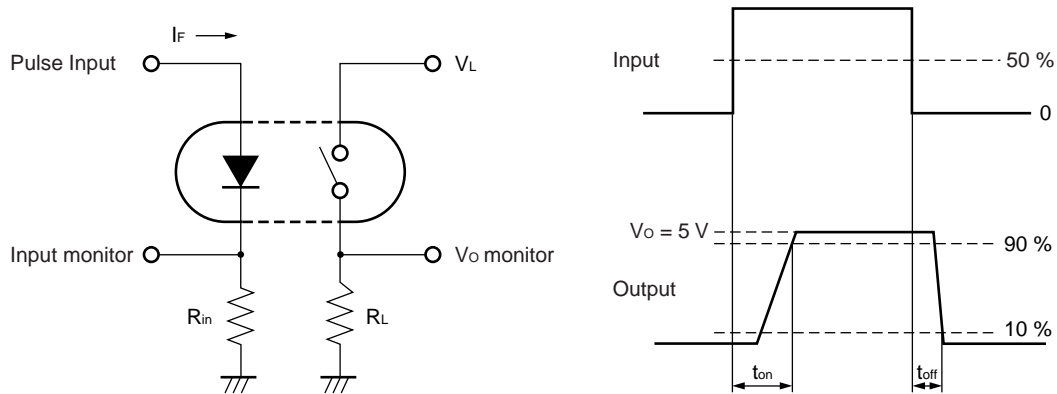 IF
Pulse Input
VL
Input monitor
VO monitor
Rin
RL
Input
50 %
0
VO = 5 V
90 %
Output
10 %
ton
toff